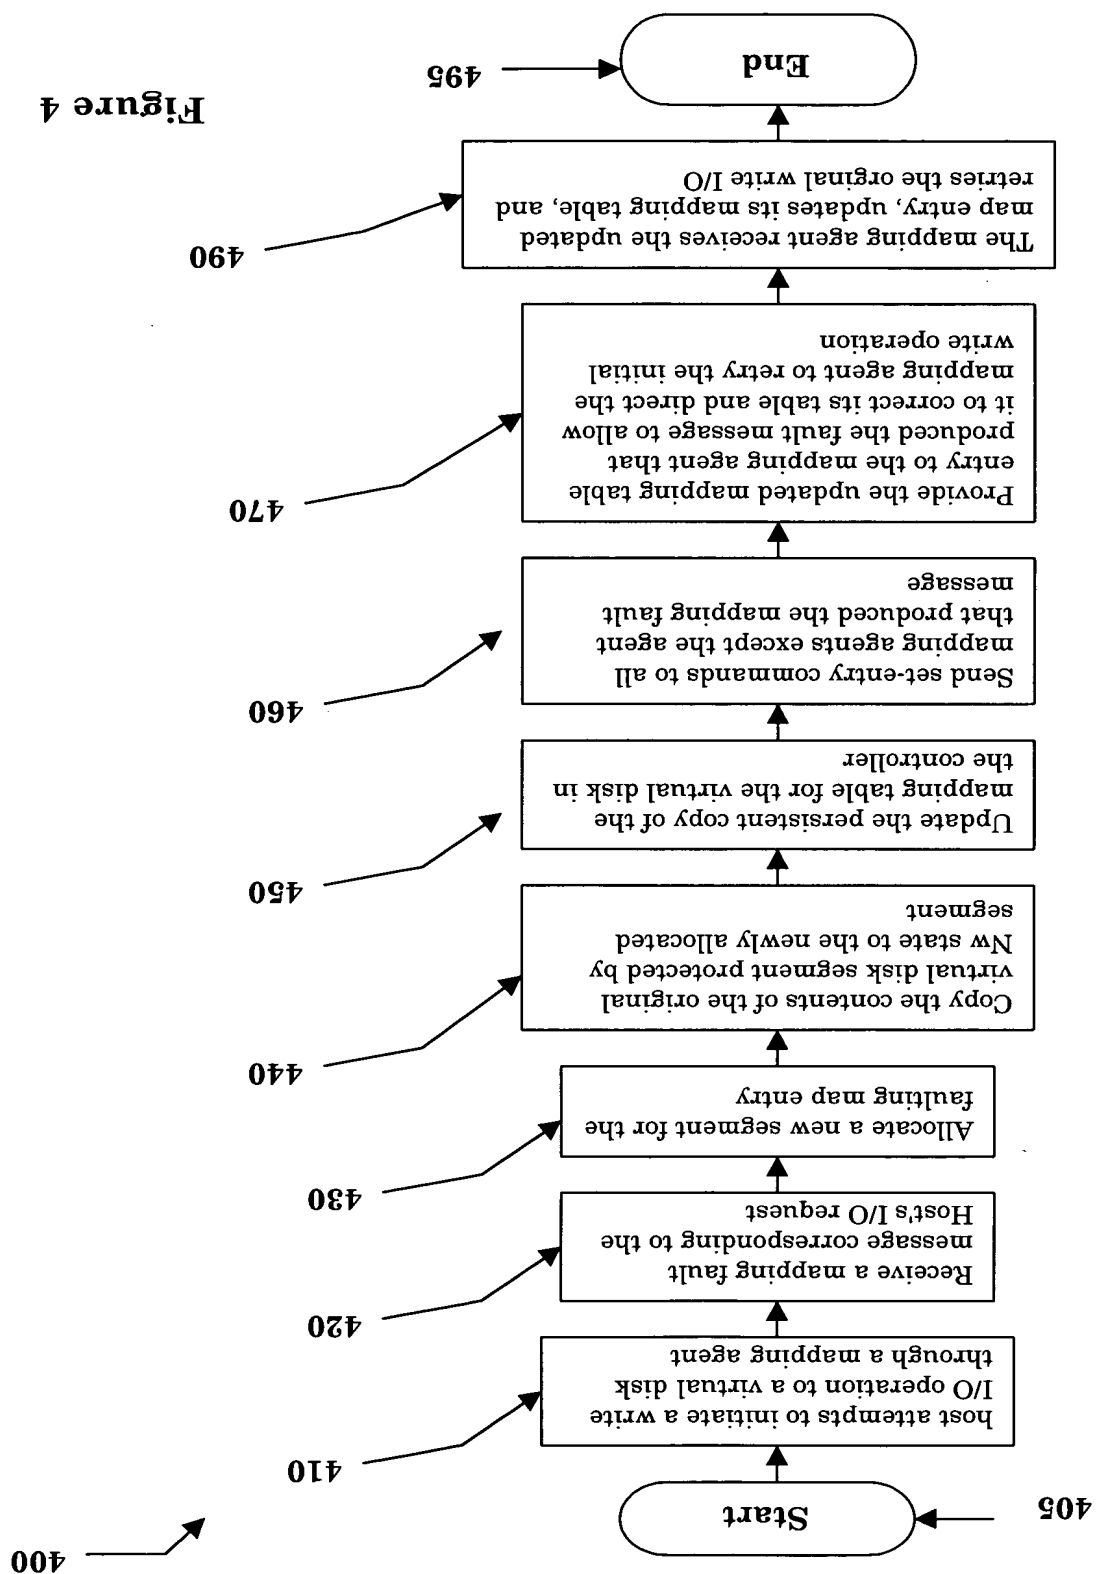 400
405
Start
410
host attempts to initiate a write
I/O operation to a virtual disk
through a mapping agent
420
Receive a mapping fault
message corresponding to the
Host's I/O request
430
Allocate a new segment for the
faulting map entry
440
Copy the contents of the original
virtual disk segment protected by
Nw state to the newly allocated
segment
450
Update the persistent copy of the
mapping table for the virtual disk in
the controller
460
Send set-entry commands to all
mapping agents except the agent
that produced the mapping fault
message
470
Provide the updated mapping table
entry to the mapping agent that
produced the fault message to allow
it to correct its table and direct the
mapping agent to retry the initial
write operation
490
The mapping agent receives the updated
map entry, updates its mapping table, and
retries the orginal write I/O
495
End
Figure 4